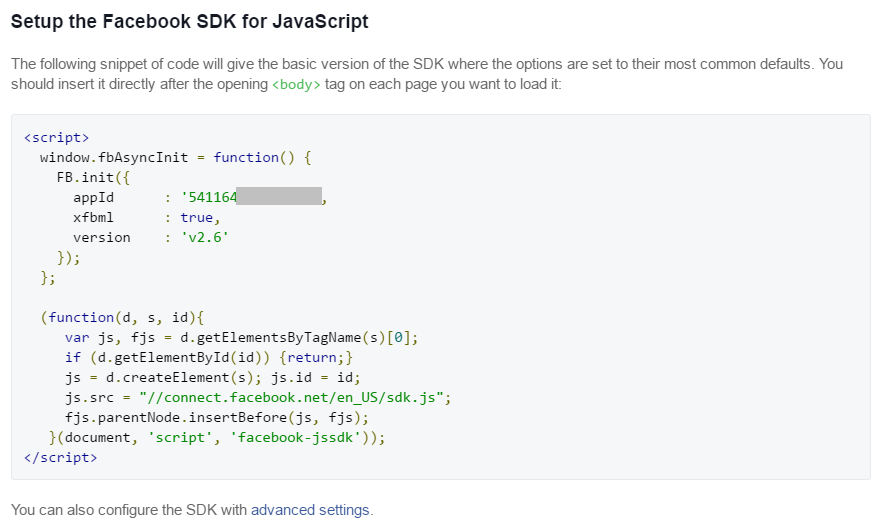 Setup the Facebook SDK for JavaScript
The following snippet of code will give the basic version of the SDK where the options are set to their most common defaults. You
should insert it directly after the opening <body> tag on each page you want to load it:
<script>
  window.fbAsyncInit = function() {
    FB.init({
      appId      : '541164 ,
      xfbml      : true,
      version    : 'v2.6'
    });
  };

  (function(d, s, id){
     var js, fjs = d.getElementsByTagName(s)[0];
     if (d.getElementById(id)) {return;}
     js = d.createElement(s); js.id = id;
     js.src = "//connect.facebook.net/en_US/sdk.js";
     fjs.parentNode.insertBefore(js, fjs);
   }(document, 'script', 'facebook-jssdk'));
</script>
You can also configure the SDK with advanced settings.